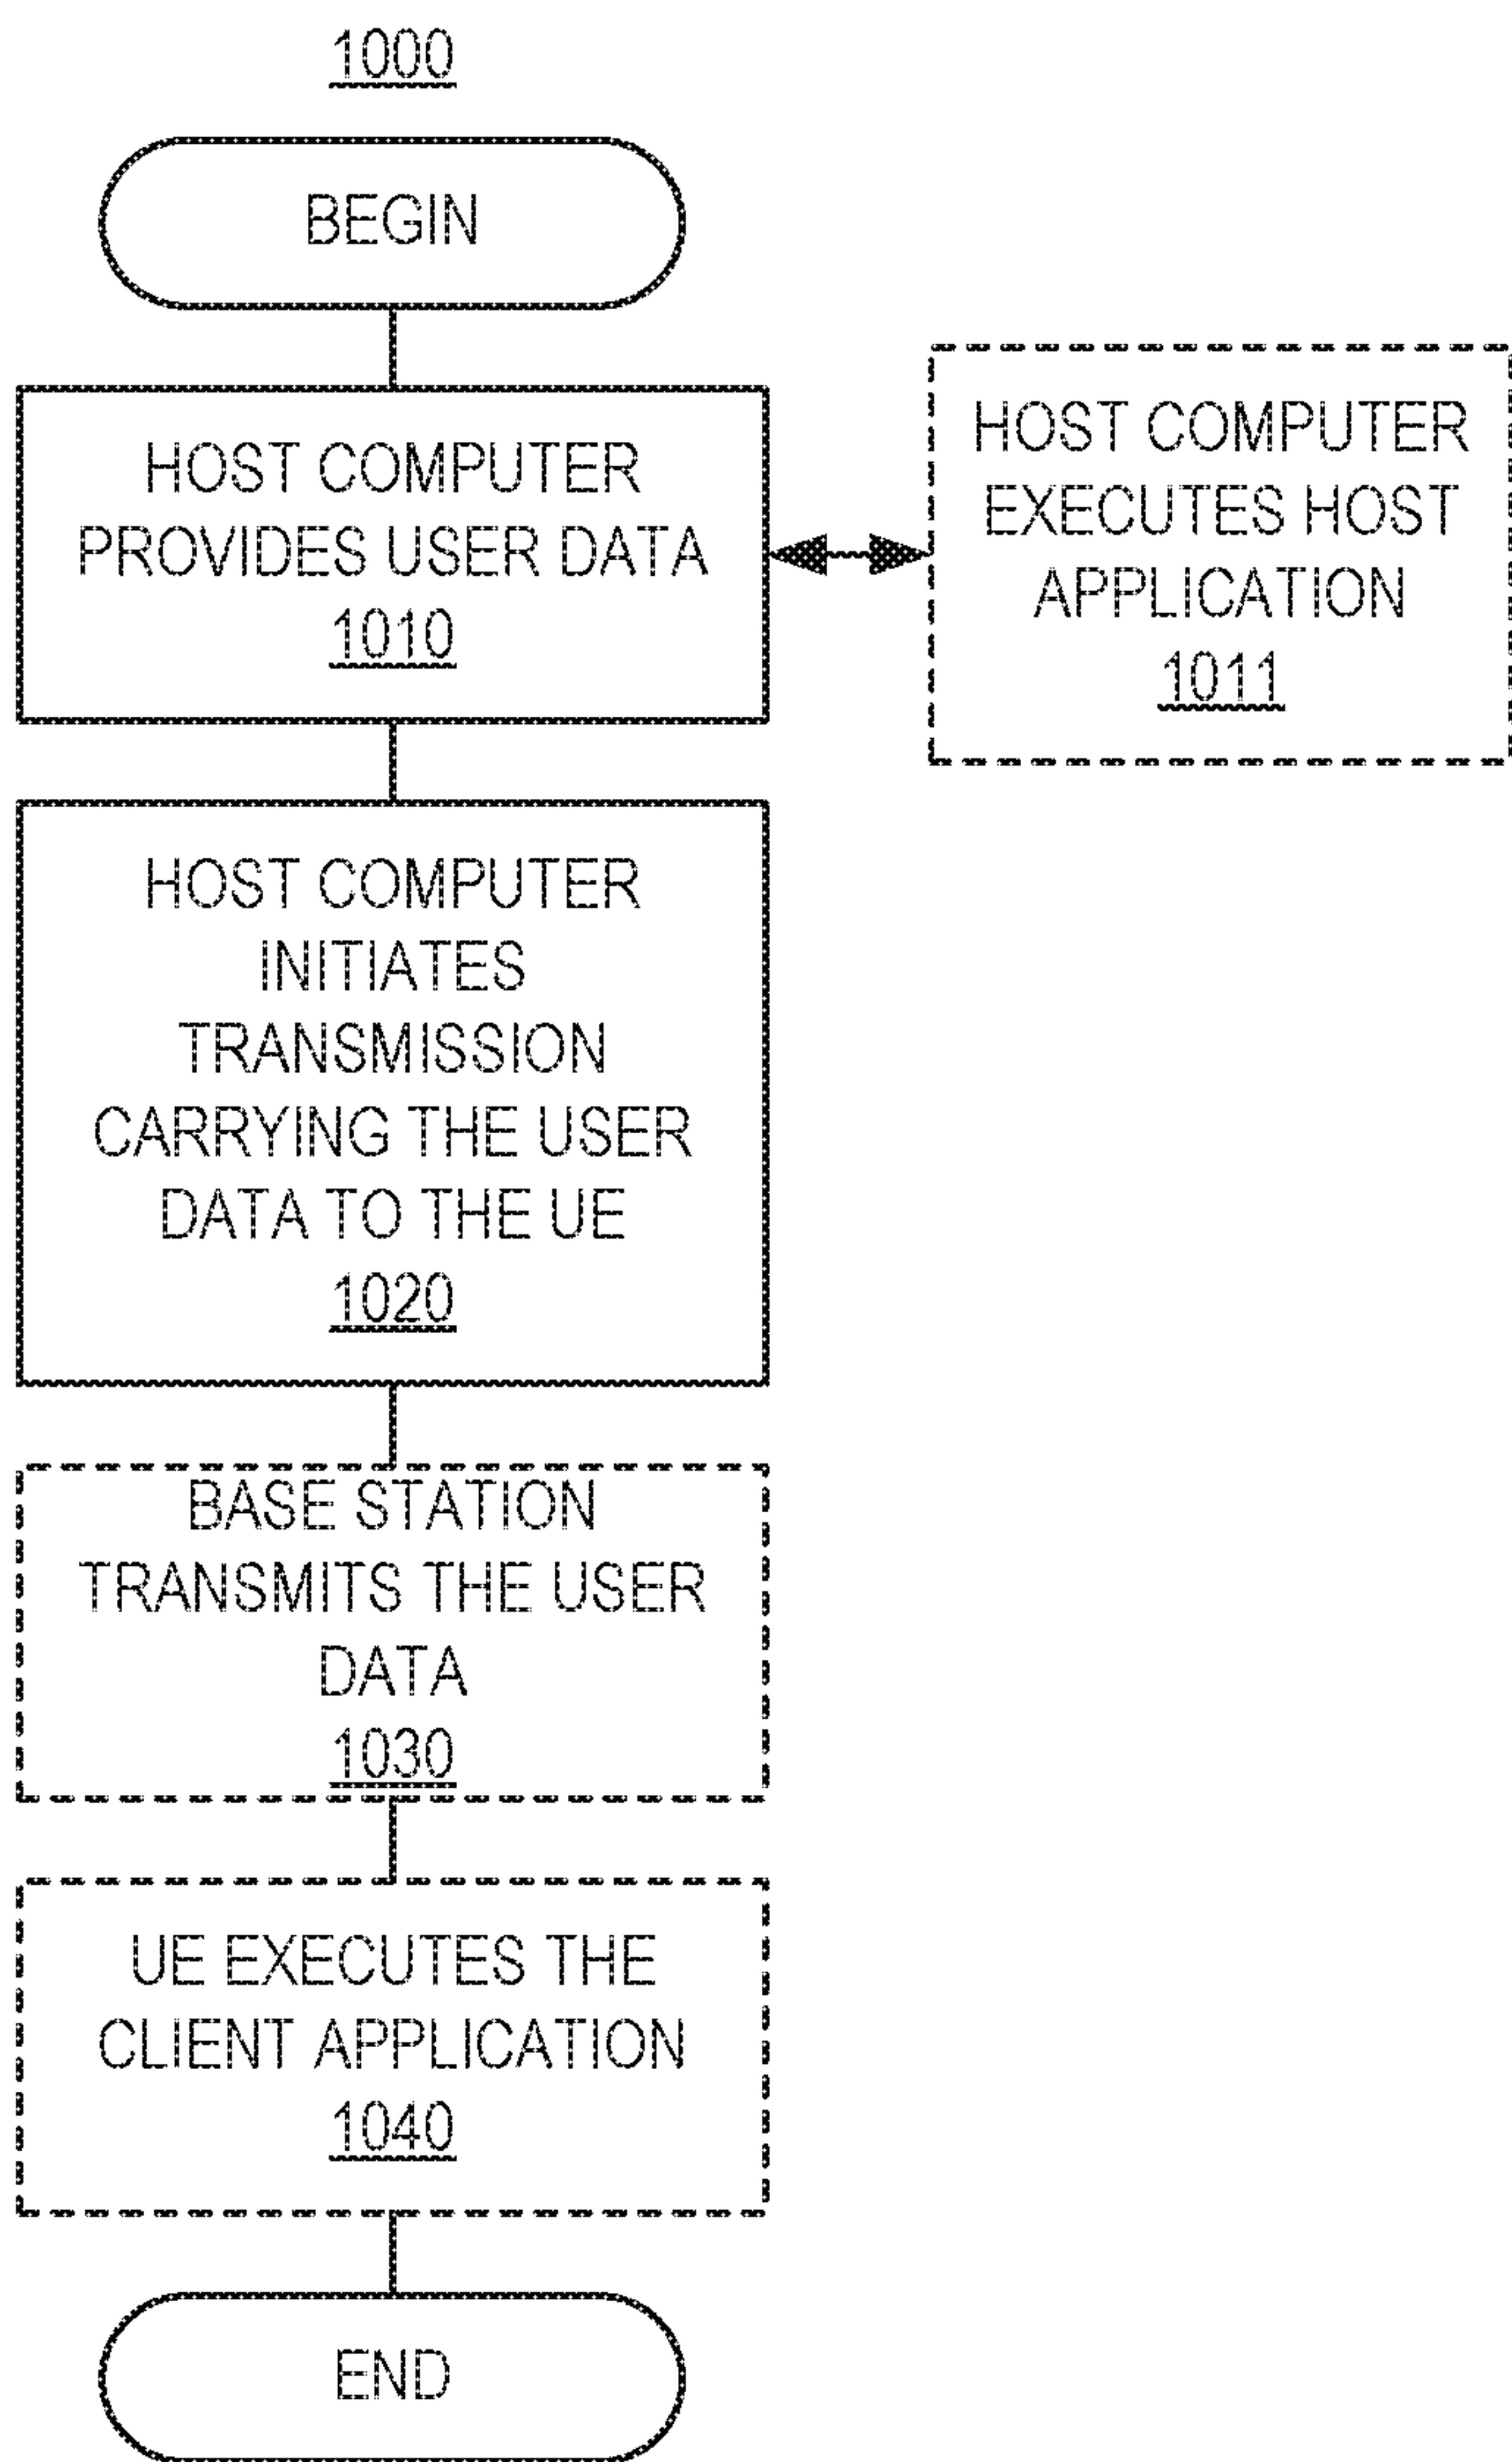 1000
BEGIN
HOST COMPUTER
PROVIDES USER DATA
1010
HOST COMPUTER
EXECUTES HOST
APPLICATION
1011
HOST COMPUTER
INITIATES
TRANSMISSION
CARRYING THE USER
DATA TO THE UE
1020
BASE STATION
TRANSMITS THE USER
DATA
1030
UE EXECUTES THE
CLIENT APPLICATION
1040
END